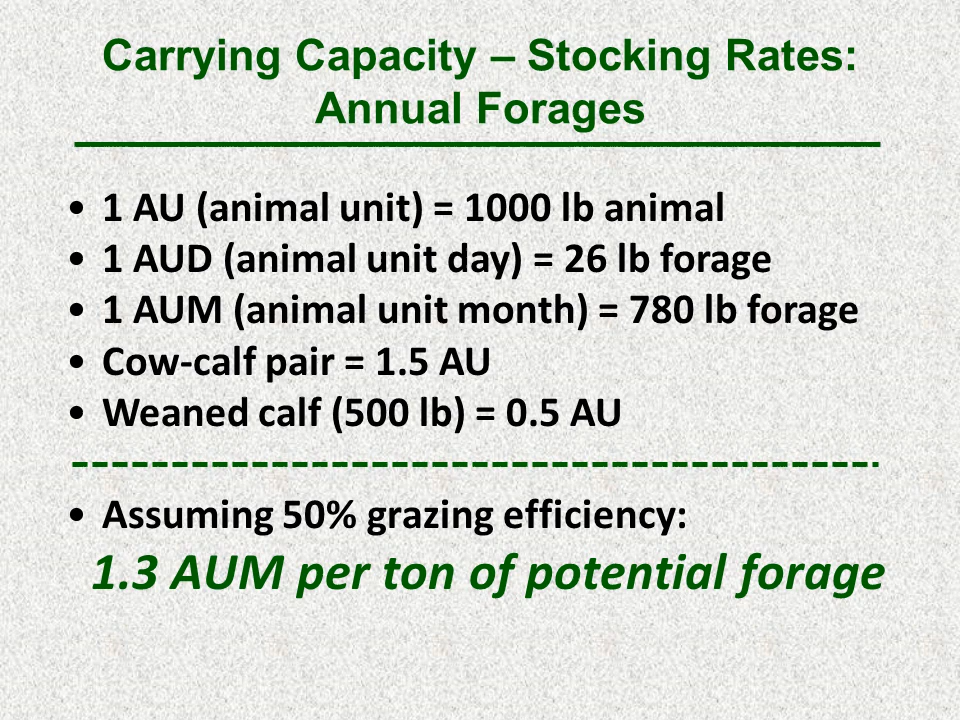 Carrying Capacity – Stocking Rates:
Annual Forages
• 1 AU (animal unit) = 1000 lb animal
• 1 AUD (animal unit day) = 26 lb forage
• 1 AUM (animal unit month) = 780 lb forage
• Cow-calf pair = 1.5 AU
• Weaned calf (500 lb) = 0.5 AU
• Assuming 50% grazing efficiency:
1.3 AUM per ton of potential forage